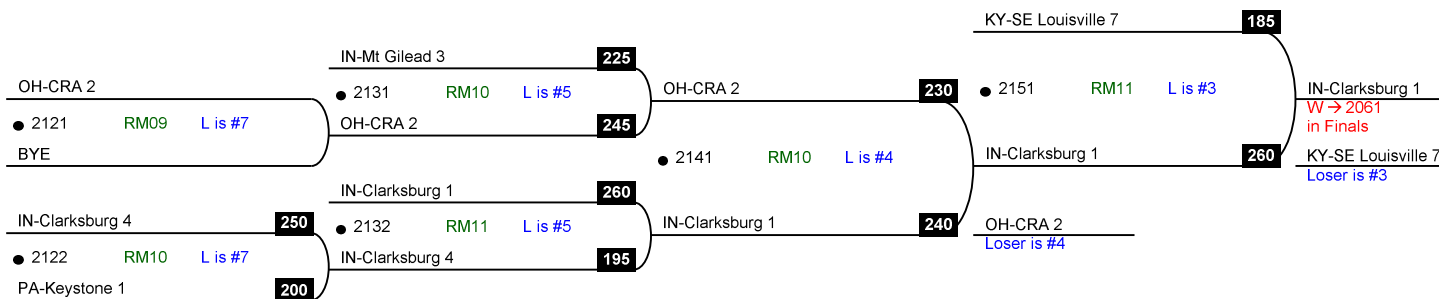 OH-CRA 2
2121 RM09 L is #7
BYE
IN-Clarksburg 4 250
2122 RM10 L is #7
PA-Keystone 1 200
IN-Mt Gilead 3 225
2131 RM10 L is #5
OH-CRA 2 245
IN-Clarksburg 1 260
2132 RM11 L is #5
IN-Clarksburg 4 195
OH-CRA 2 230
2141 RM10 L is #4
IN-Clarksburg 1 240
KY-SE Louisville 7 185
2151 RM11 L is #3
IN-Clarksburg 1 260
OH-CRA 2
Loser is #4
IN-Clarksburg 1
W → 2061
in Finals
KY-SE Louisville 7
Loser is #3